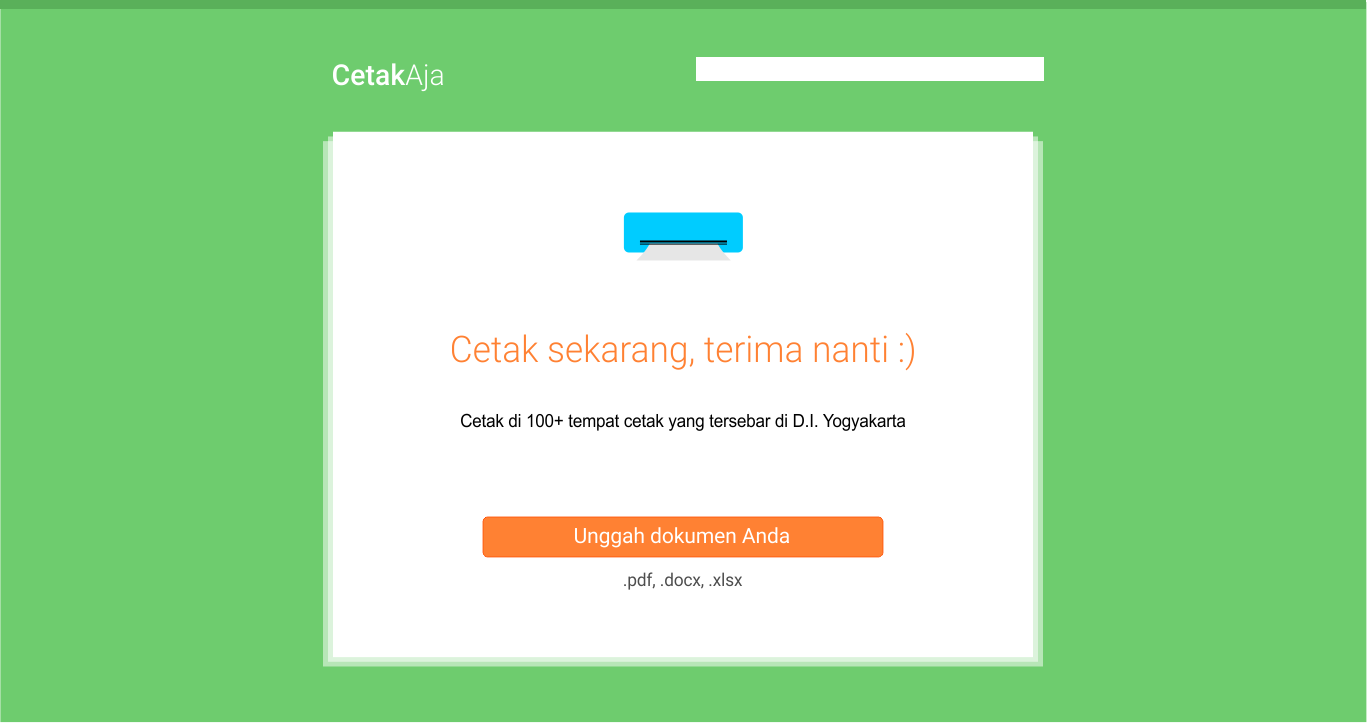 CetakAja
Cetak sekarang, terima nanti :)
Cetak di 100+ tempat cetak yang tersebar di D.I. Yogyakarta
Unggah dokumen Anda
.pdf, .docx, .xlsx